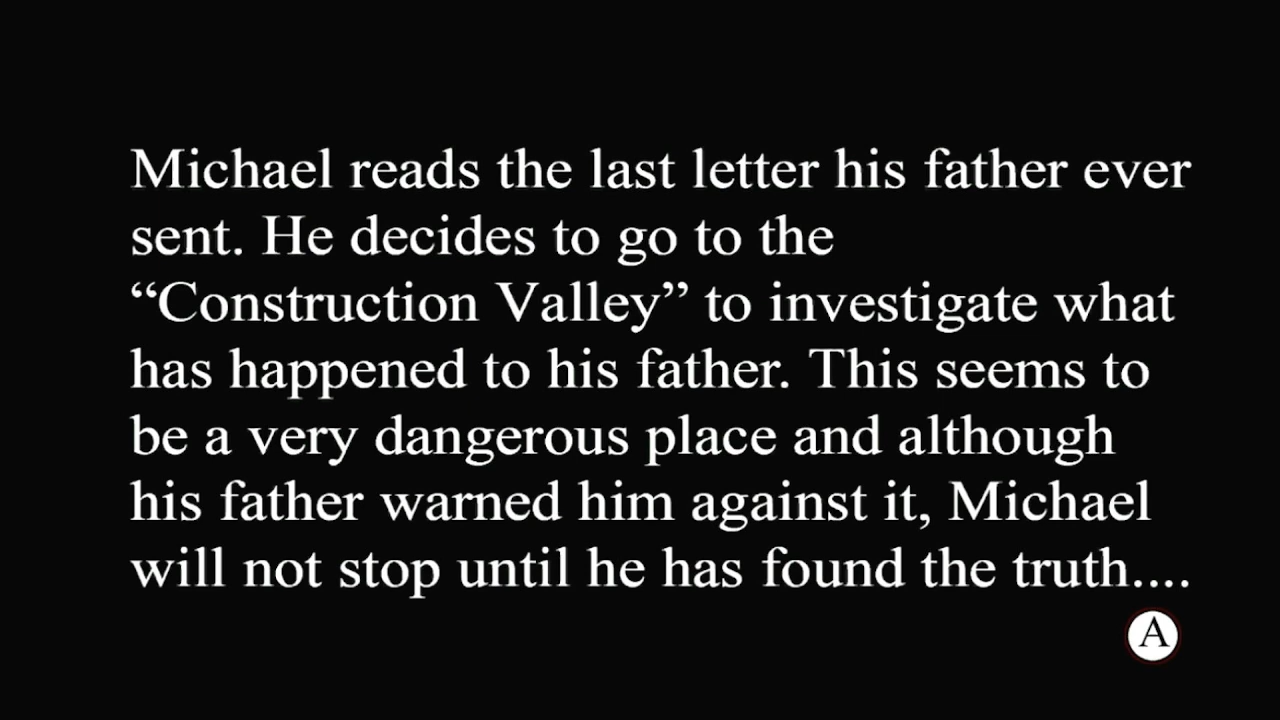 Michael reads the last letter his father ever
sent. He decides to go to the
“Construction Valley” to investigate what
has happened to his father. This seems to
be a very dangerous place and although
his father warned him against it, Michael
will not stop until he has found the truth....
A